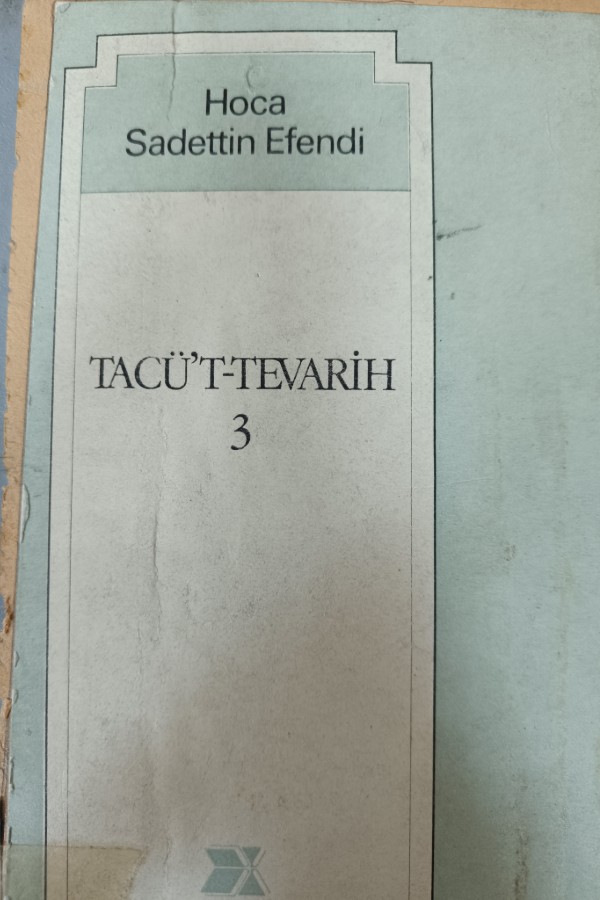 Hoca
Sadettin Efendi
TACÜ'T-TEVARİH
3